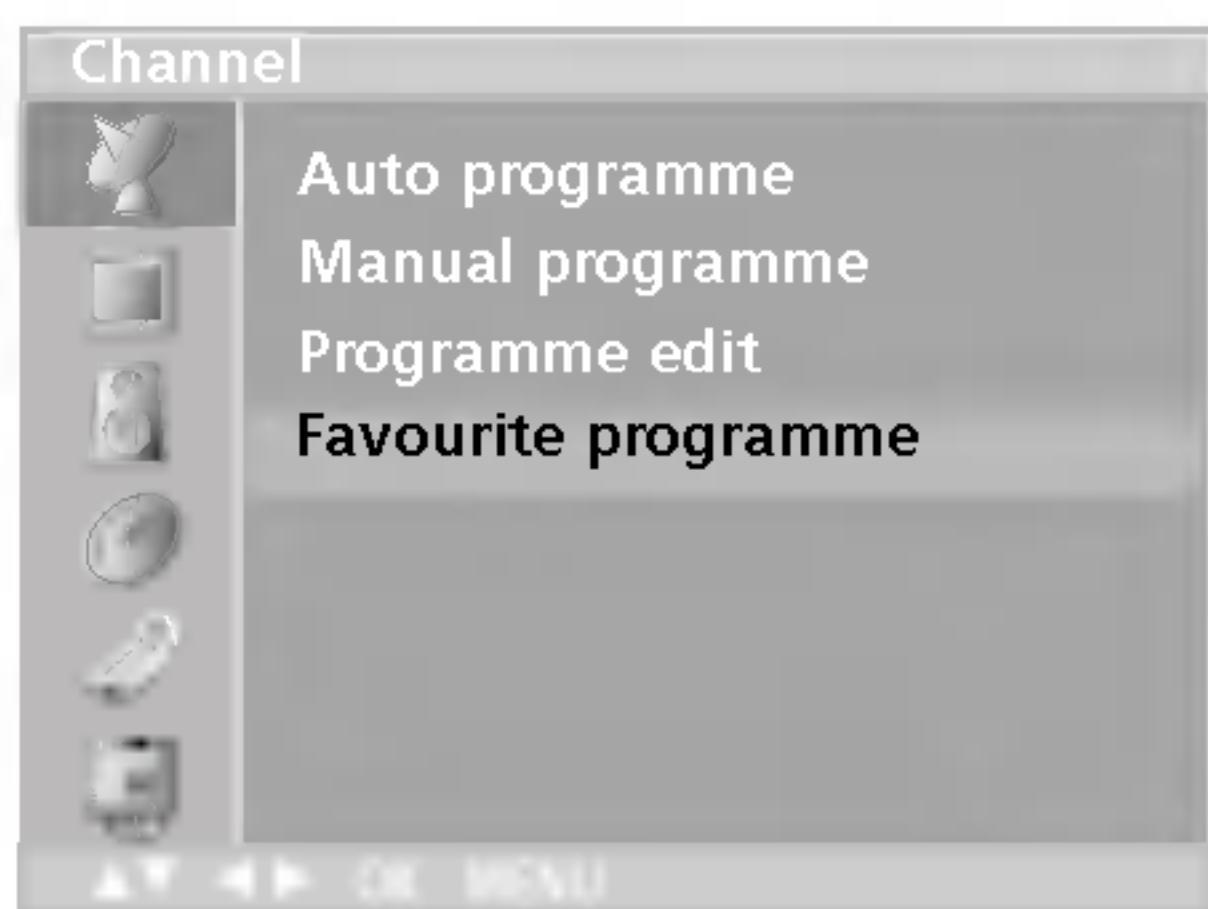 Channel
Auto programme
Manual programme
Programme edit
Favourite programme
▲▼ ◀ ▶ OK MENU